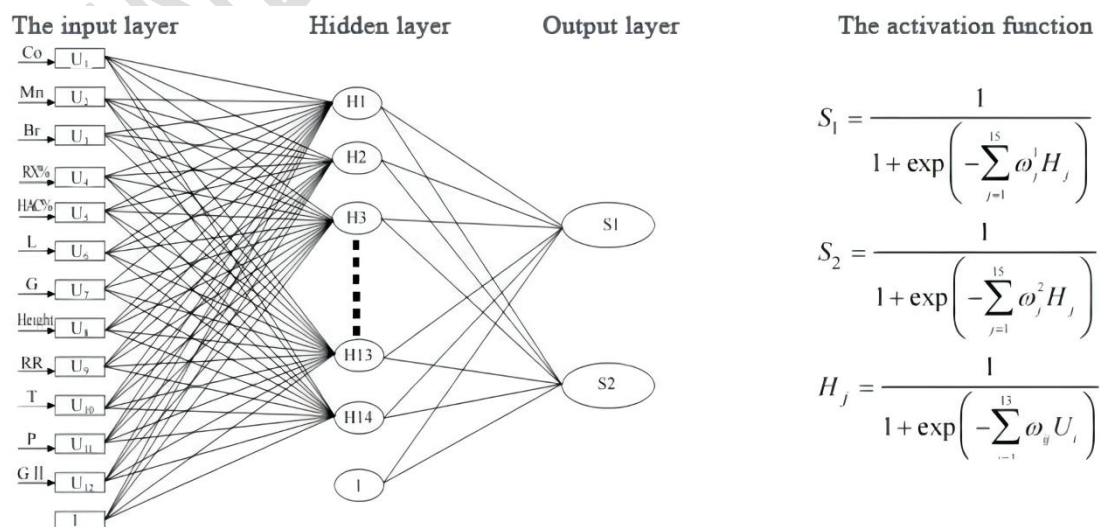 The input layer
Hidden layer
Output layer
The activation function
Co U₁
Mn U₂
Br U₃
RX% U₄
HAC% U₅
L U₆
G U₇
Height U₈
RR U₉
T U₁₀
P U₁₁
G II U₁₂
1
H1
H2
H3
H13
H14
1
S1
S2
S₁ = 1 / (1 + exp(−∑_{j=1}^{15} ω_j^1 H_j))
S₂ = 1 / (1 + exp(−∑_{j=1}^{15} ω_j^2 H_j))
H_j = 1 / (1 + exp(−∑_{i=1}^{13} ω_{ij} U_i))